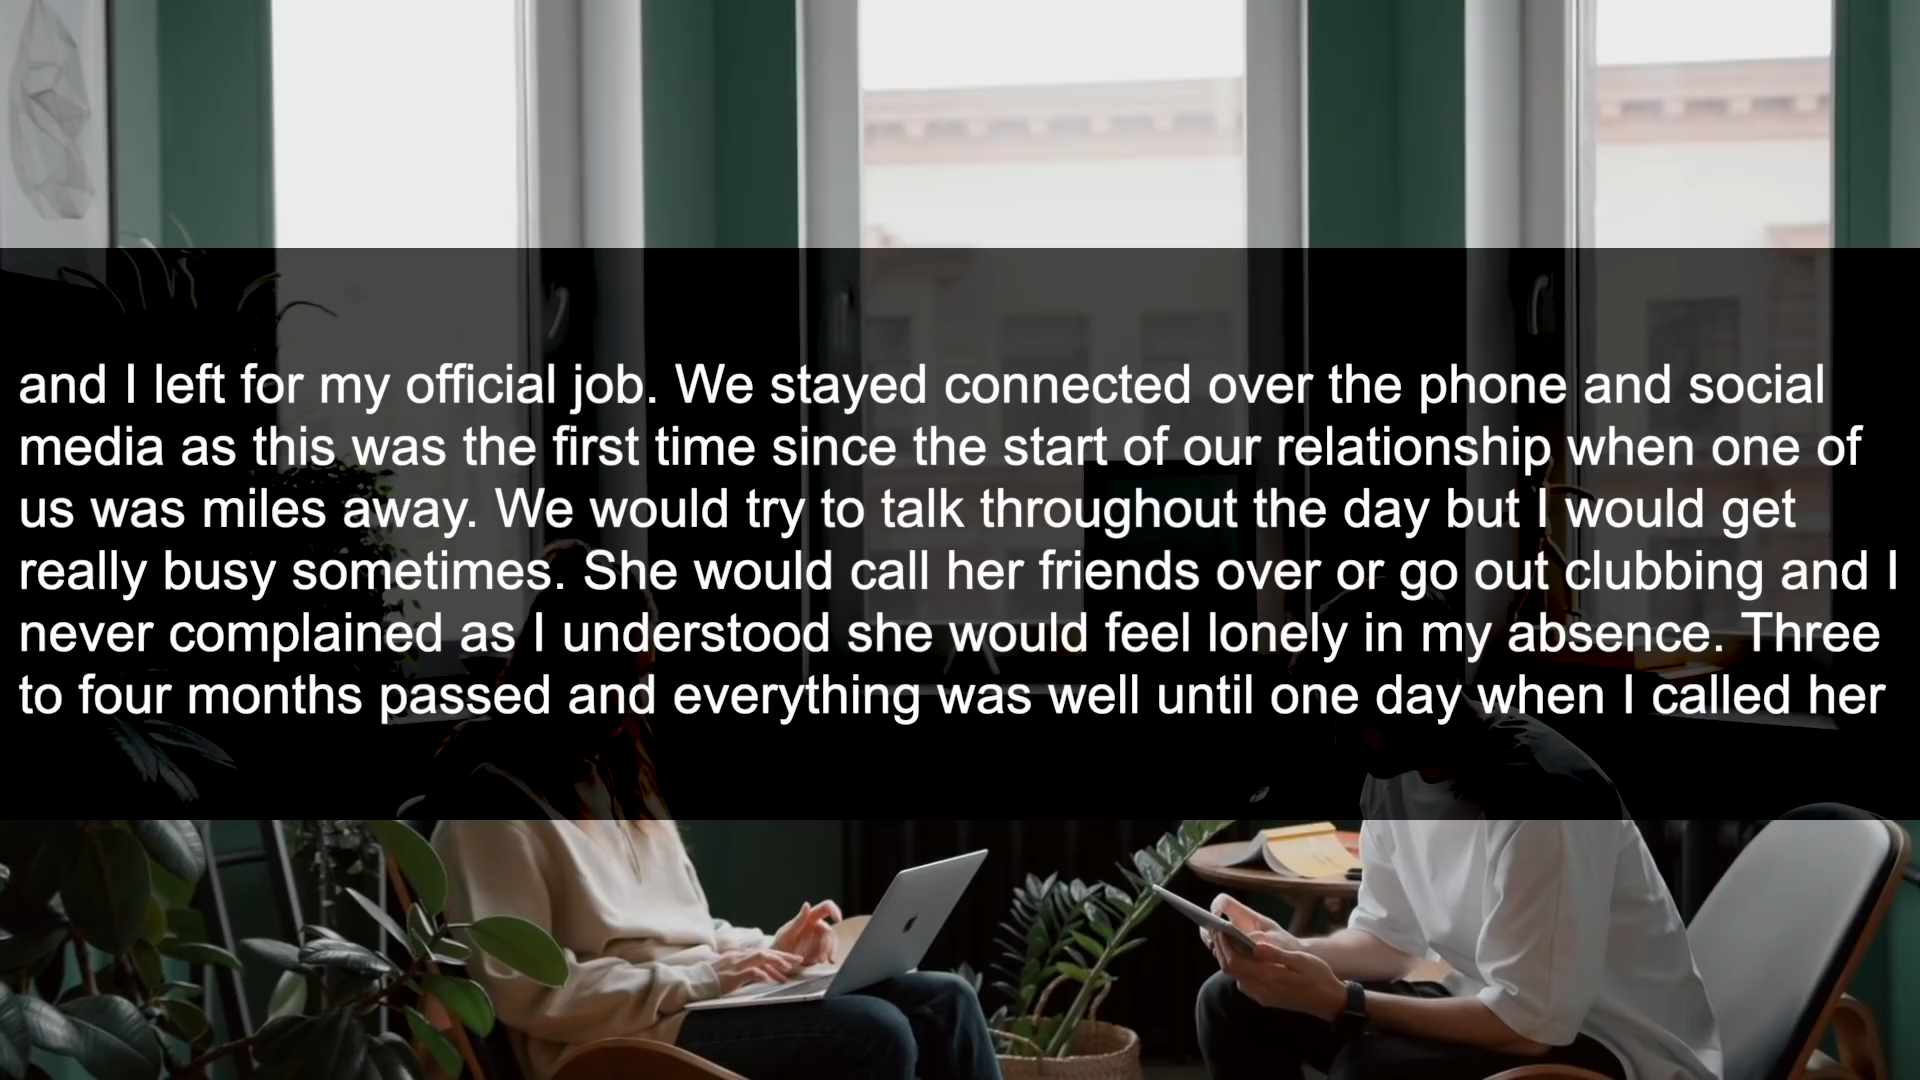 and I left for my official job. We stayed connected over the phone and social
media as this was the first time since the start of our relationship when one of
us was miles away. We would try to talk throughout the day but I would get
really busy sometimes. She would call her friends over or go out clubbing and I
never complained as I understood she would feel lonely in my absence. Three
to four months passed and everything was well until one day when I called her